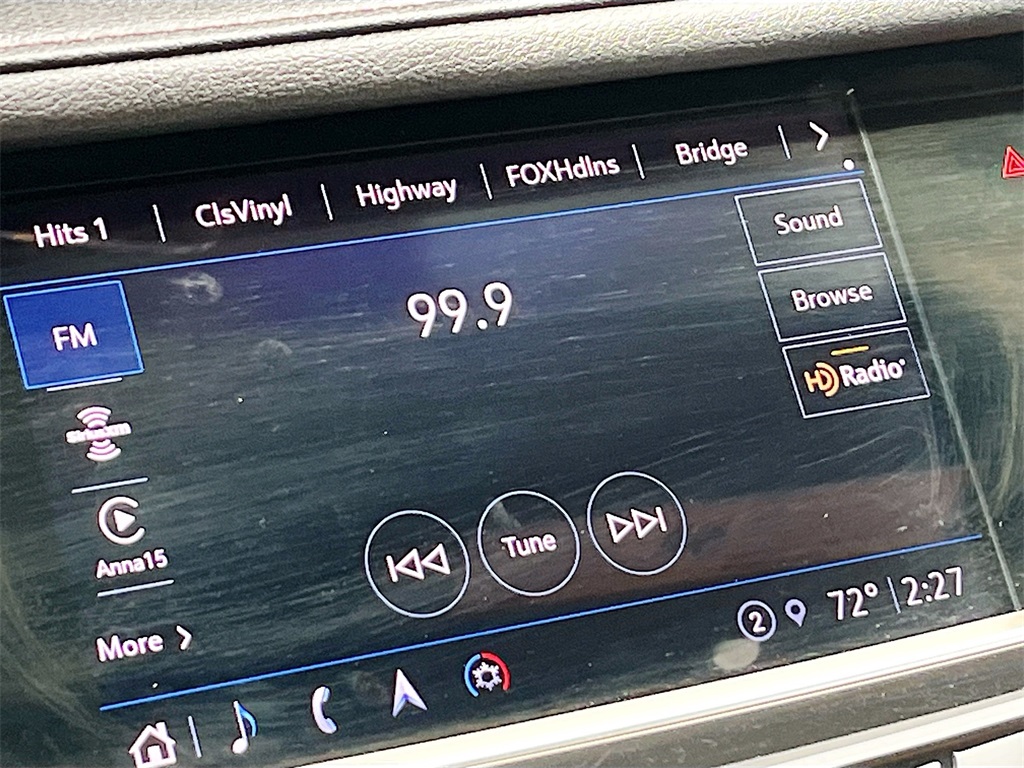 Hits 1 ClsVinyl Highway FOXHdlns Bridge
Sound
FM
99.9
Browse
HD Radio
siriusxm
Anna15
Tune
More
2 72° 2:27